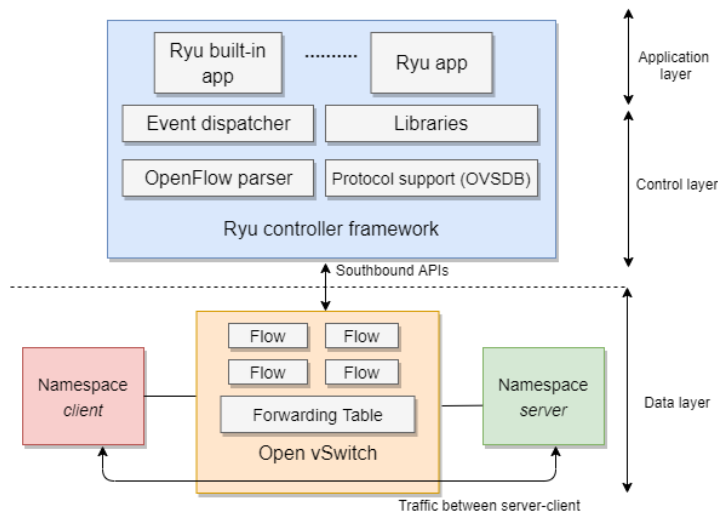 Ryu built-in
app
Ryu app
Application
layer
Event dispatcher
Libraries
OpenFlow parser
Protocol support (OVSDB)
Control layer
Ryu controller framework
Southbound APIs
Flow
Flow
Flow
Flow
Namespace
client
Namespace
server
Forwarding Table
Data layer
Open vSwitch
Traffic between server-client